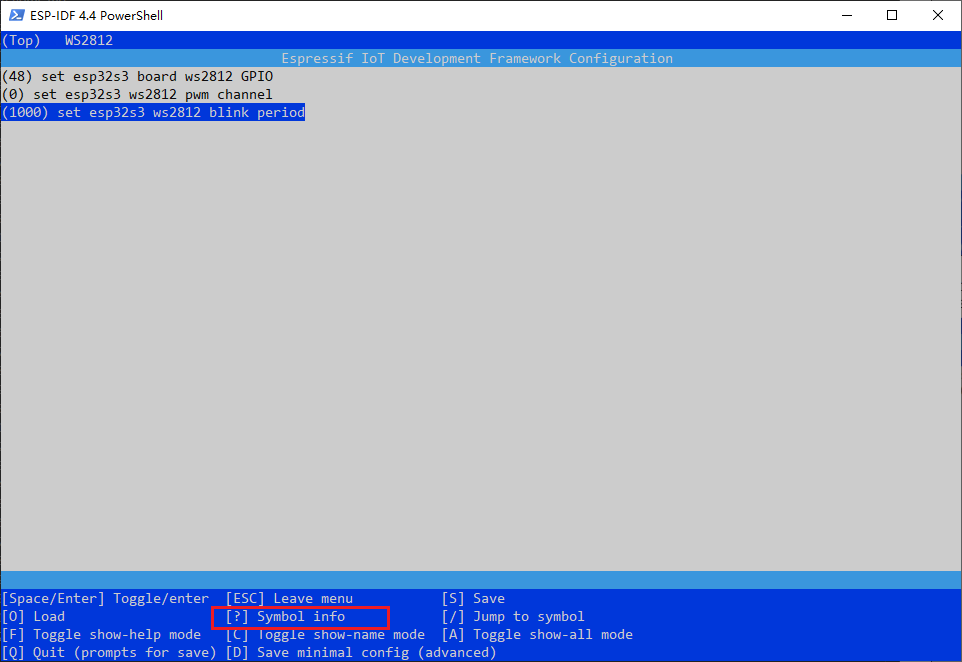 ESP-IDF 4.4 PowerShell
(Top)   WS2812
Espressif IoT Development Framework Configuration
(48) set esp32s3 board ws2812 GPIO
(0) set esp32s3 ws2812 pwm channel
(1000) set esp32s3 ws2812 blink period
[Space/Enter] Toggle/enter  [ESC] Leave menu           [S] Save
[O] Load                    [?] Symbol info            [/] Jump to symbol
[F] Toggle show-help mode   [C] Toggle show-name mode  [A] Toggle show-all mode
[Q] Quit (prompts for save) [D] Save minimal config (advanced)